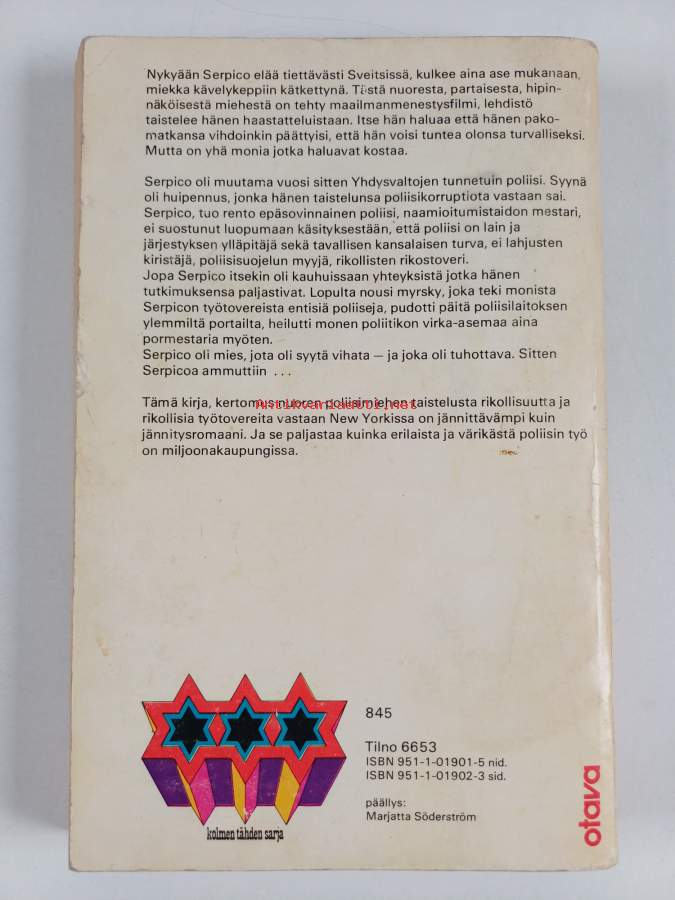 Nykyään Serpico elää tiettävästi Sveitsissä, kulkee aina ase mukanaan,
miekka kävelykeppiin kätkettynä. Tästä nuoresta, partaisesta, hipin-
näköisestä miehestä on tehty maailmanmenestysfilmi, lehdistö
taistelee hänen haastatteluistaan. Itse hän haluaa että hänen pako-
matkansa vihdoinkin päättyisi, että hän voisi tuntea olonsa turvalliseksi.
Mutta on yhä monia jotka haluavat kostaa.
Serpico oli muutama vuosi sitten Yhdysvaltojen tunnetuin poliisi. Syynä
oli huipennus, jonka hänen taistelunsa poliisikorruptiota vastaan sai.
Serpico, tuo rento epäsovinnainen poliisi, naamioitumistaidon mestari,
ei suostunut luopumaan käsityksestään, että poliisi on lain ja
järjestyksen ylläpitäjä sekä tavallisen kansalaisen turva, ei lahjusten
kiristäjä, poliisisuojelun myyjä, rikollisten rikostoveri.
Jopa Serpico itsekin oli kauhuissaan yhteyksistä jotka hänen
tutkimuksensa paljastivat. Lopulta nousi myrsky, joka teki monista
Serpicon työtovereista entisiä poliiseja, pudotti päitä poliisilaitoksen
ylemmiltä portailta, heilutti monen poliitikon virka-asemaa aina
pormestaria myöten.
Serpico oli mies, jota oli syytä vihata — ja joka oli tuhottava. Sitten
Serpicoa ammuttiin . . .
Tämä kirja, kertomus nuoren poliisimiehen taistelusta rikollisuutta ja
rikollisia työtovereita vastaan New Yorkissa on jännittävämpi kuin
jännitysromaani. Ja se paljastaa kuinka erilaista ja värikästä poliisin työ
on miljoonakaupungissa.
Antikvaniaatti.net
845
Tilno 6653
ISBN 951-1-01901-5 nid.
ISBN 951-1-01902-3 sid.
päällys:
Marjatta Söderström
kolmen tähden sarja
otava